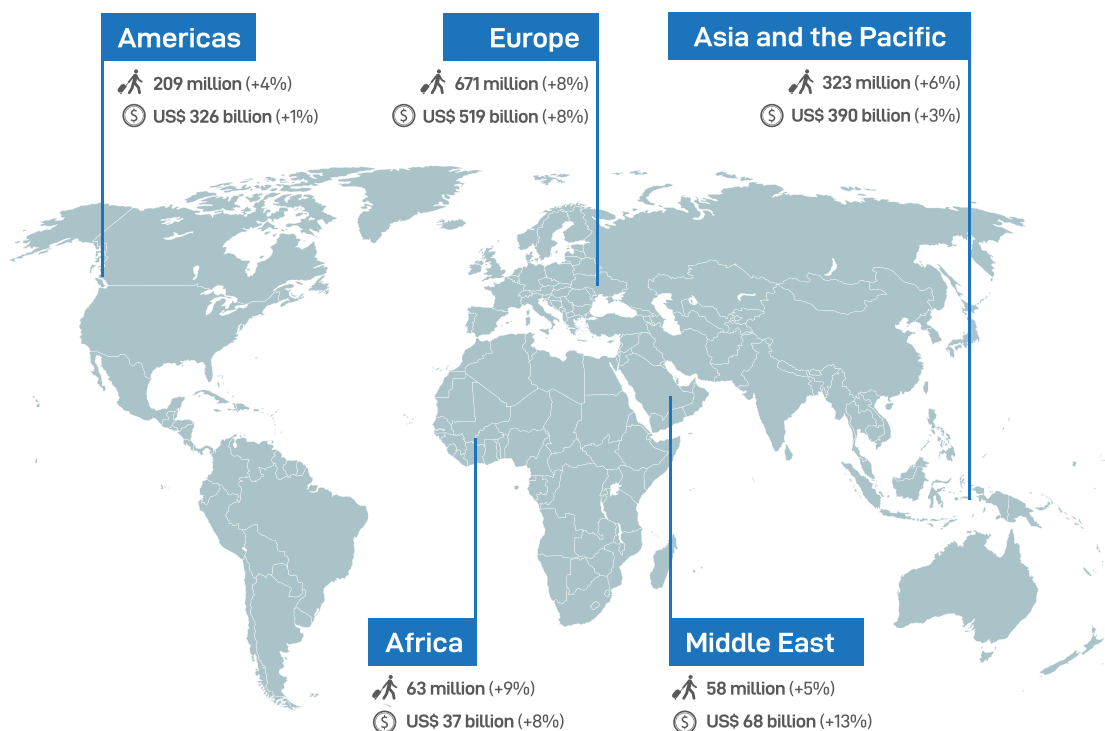 Americas
209 million (+4%)
US$ 326 billion (+1%)
Europe
671 million (+8%)
US$ 519 billion (+8%)
Asia and the Pacific
323 million (+6%)
US$ 390 billion (+3%)
Africa
63 million (+9%)
US$ 37 billion (+8%)
Middle East
58 million (+5%)
US$ 68 billion (+13%)